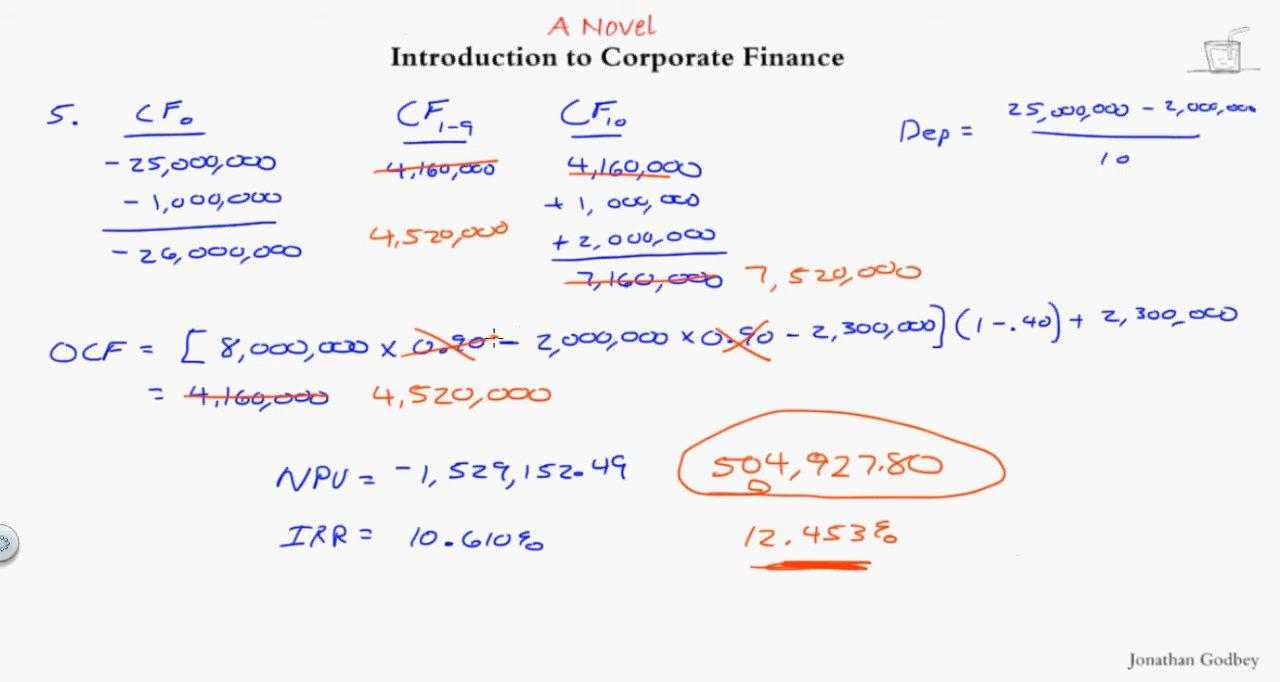 A Novel
Introduction to Corporate Finance
5. CF₀ CF₁₋₉ CF₁₀
Dep = 25,000,000 - 2,000,000
10
-25,000,000 4,160,000 4,160,000
- 1,000,000 + 1,000,000
4,520,000 + 2,000,000
-26,000,000
7,160,000 7,520,000
OCF = [8,000,000 x 0.90 - 2,000,000 x 0.90 - 2,300,000](1-.40) + 2,300,000
= 4,160,000 4,520,000
NPV = -1,529,152.49 504,927.80
IRR = 10.610% 12.453%
Jonathan Godbey